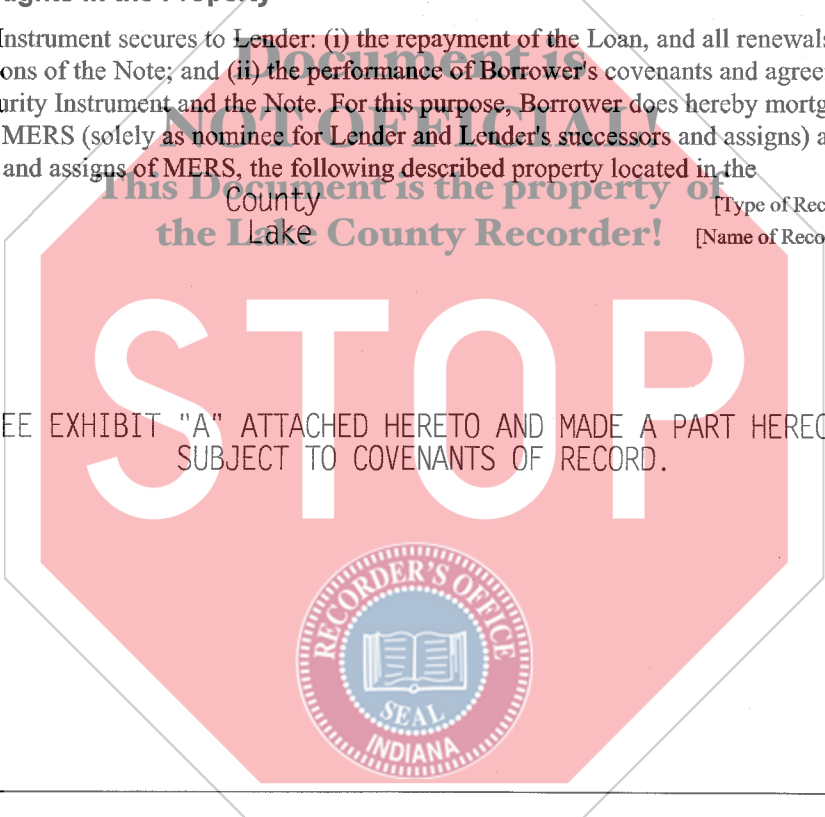 ights in the Property
Instrument secures to Lender: (i) the repayment of the Loan, and all renewals
ons of the Note; and (ii) the performance of Borrower's covenants and agree
urity Instrument and the Note. For this purpose, Borrower does hereby mortg
MERS (solely as nominee for Lender and Lender's successors and assigns) a
and assigns of MERS, the following described property located in the
County [Type of Rec
Lake [Name of Reco
Document is
NOT OFFICIAL!
This Document is the property of
the Lake County Recorder!
STOP
EE EXHIBIT "A" ATTACHED HERETO AND MADE A PART HEREO
SUBJECT TO COVENANTS OF RECORD.
RECORDER'S OFFICE
SEAL
INDIANA